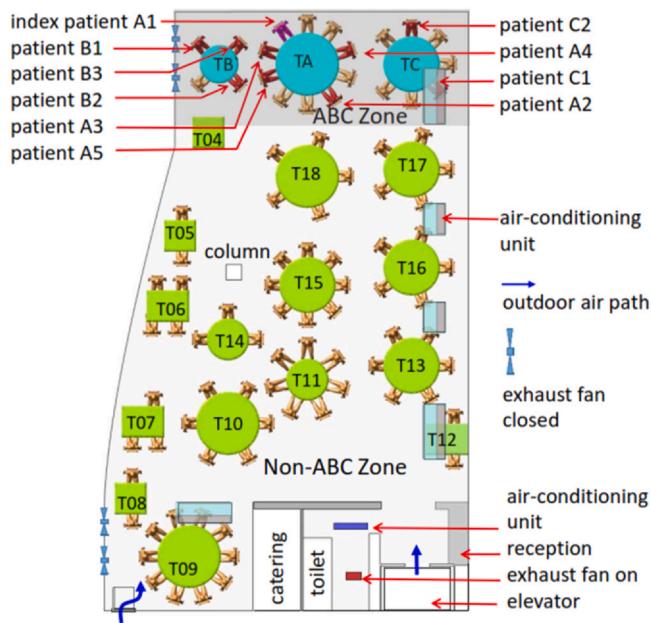 index patient A1
patient B1
patient B3
patient B2
patient A3
patient A5
patient C2
patient A4
patient C1
patient A2
TB
TA
TC
ABC Zone
T04
T18
T17
T05
column
air-conditioning
unit
T06
T15
T16
outdoor air path
T14
T13
T11
exhaust fan
closed
T07
T10
T12
Non-ABC Zone
T08
air-conditioning
unit
T09
catering
toilet
reception
exhaust fan on
elevator